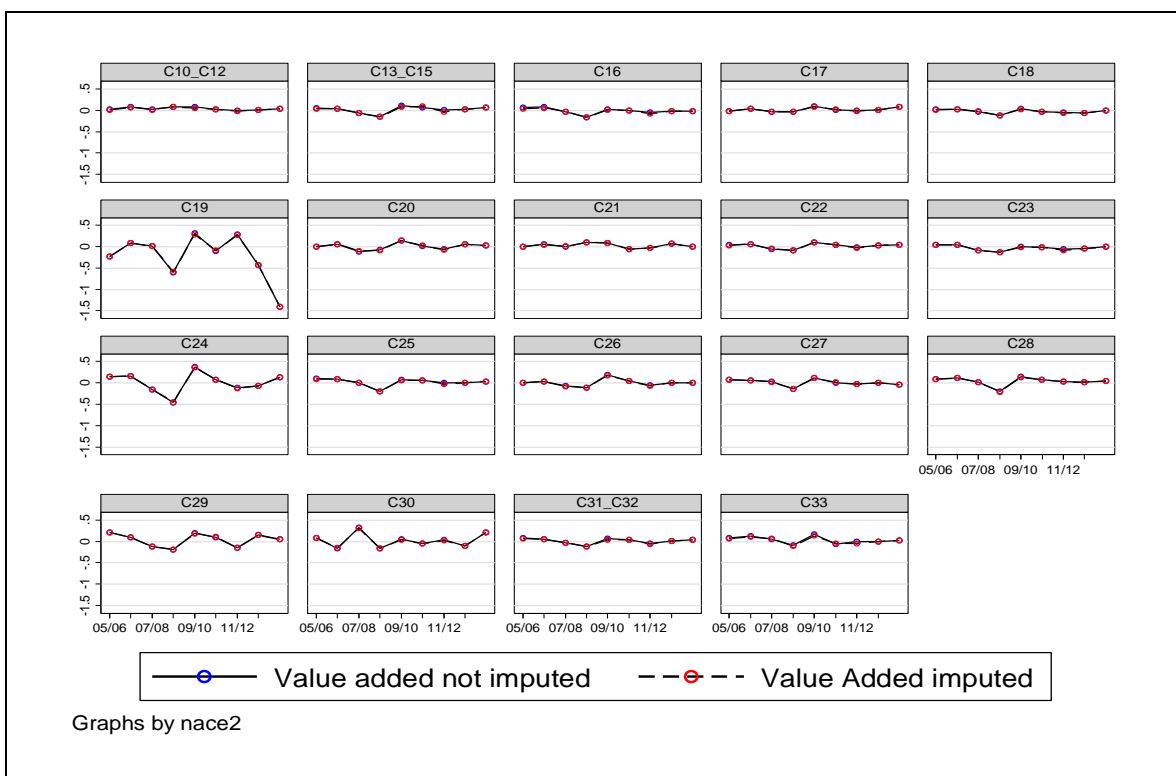 C10_C12 C13_C15 C16 C17 C18
.5
0
-.5
-1
-1.5
C19 C20 C21 C22 C23
.5
0
-.5
-1
-1.5
C24 C25 C26 C27 C28
.5
0
-.5
-1
-1.5
05/06 07/08 09/10 11/12
C29 C30 C31_C32 C33
.5
0
-.5
-1
-1.5
05/06 07/08 09/10 11/12 05/06 07/08 09/10 11/12 05/06 07/08 09/10 11/12 05/06 07/08 09/10 11/12
Value added not imputed Value Added imputed
Graphs by nace2